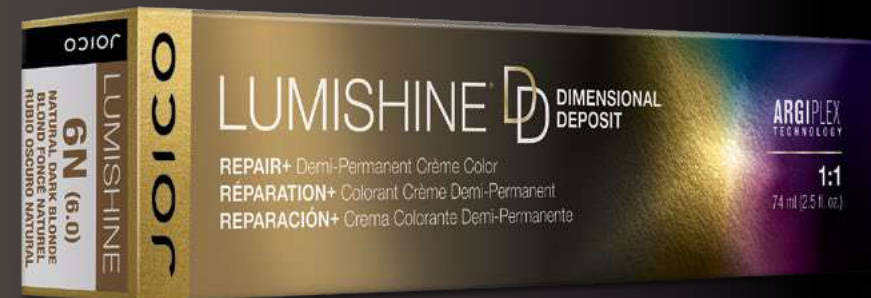 JOICO
LUMISHINE
6N (6.0)
NATURAL DARK BLONDE
BLOND FONCÉ NATUREL
RUBIO OSCURO NATURAL
JOICO
LUMISHINE® DD DIMENSIONAL
DEPOSIT
REPAIR+ Demi-Permanent Crème Color
RÉPARATION+ Colorant Crème Demi-Permanent
REPARACIÓN+ Crema Colorante Demi-Permanente
ARGIPLEX
TECHNOLOGY
1:1
74 ml (2.5 fl. oz.)